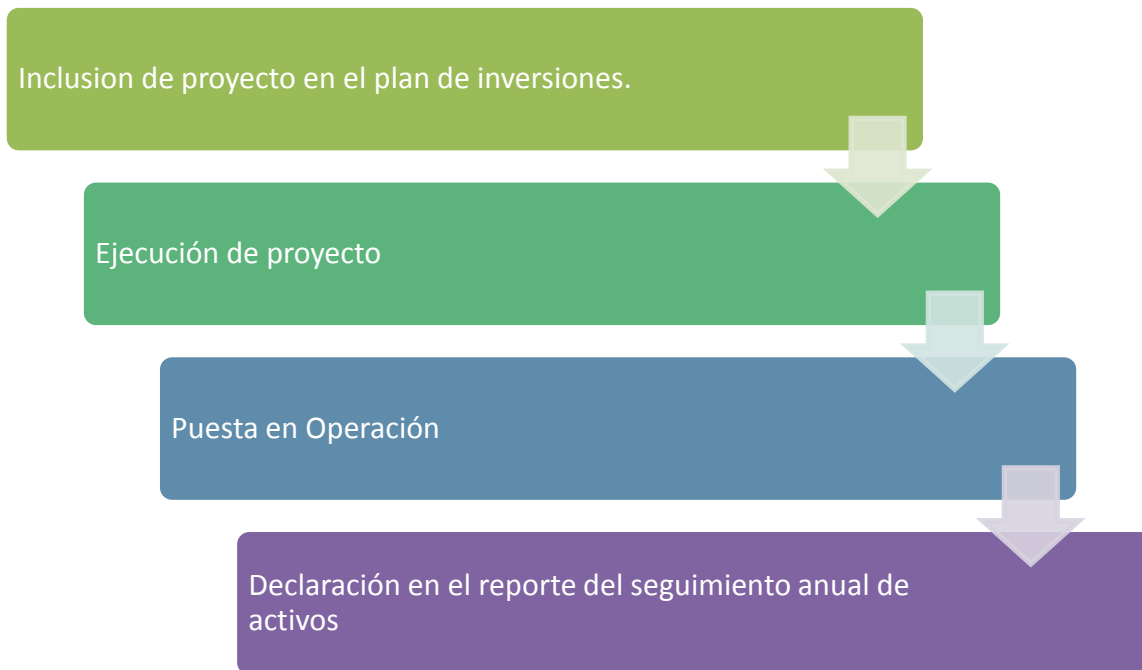 Inclusion de proyecto en el plan de inversiones.
Ejecución de proyecto
Puesta en Operación
Declaración en el reporte del seguimiento anual de
activos